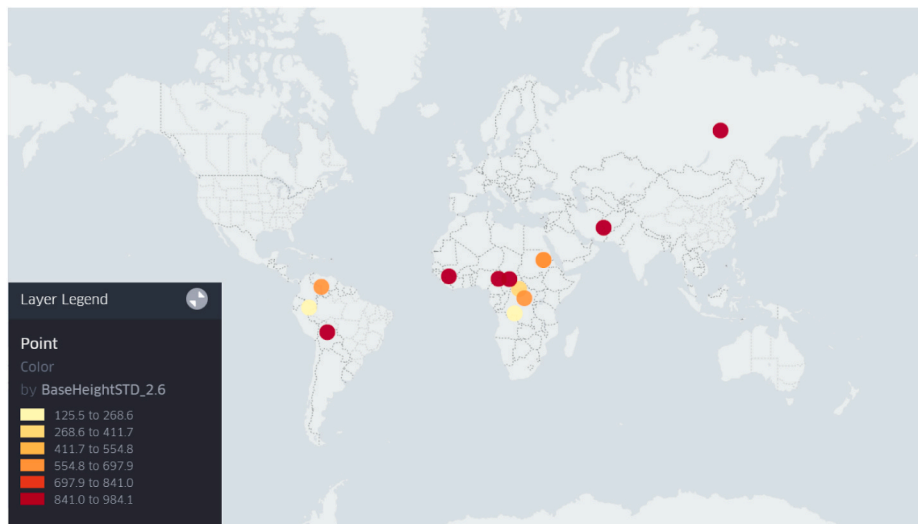 Layer Legend
Point
Color
by BaseHeightSTD_2.6
125.5 to 268.6
268.6 to 411.7
411.7 to 554.8
554.8 to 697.9
697.9 to 841.0
841.0 to 984.1